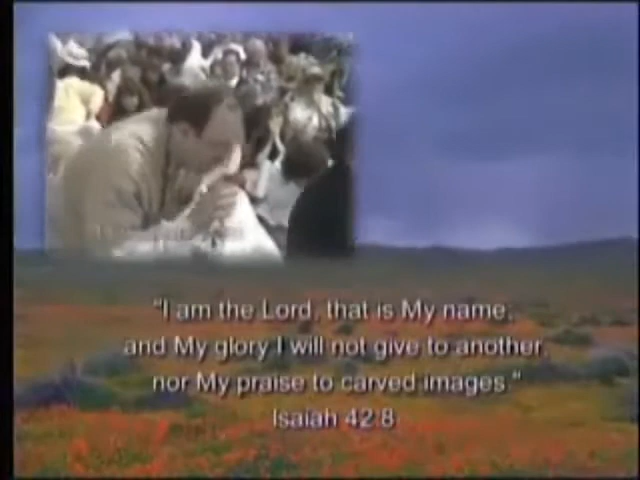 "I am the Lord, that is My name;
and My glory I will not give to another,
nor My praise to carved images."
Isaiah 42:8